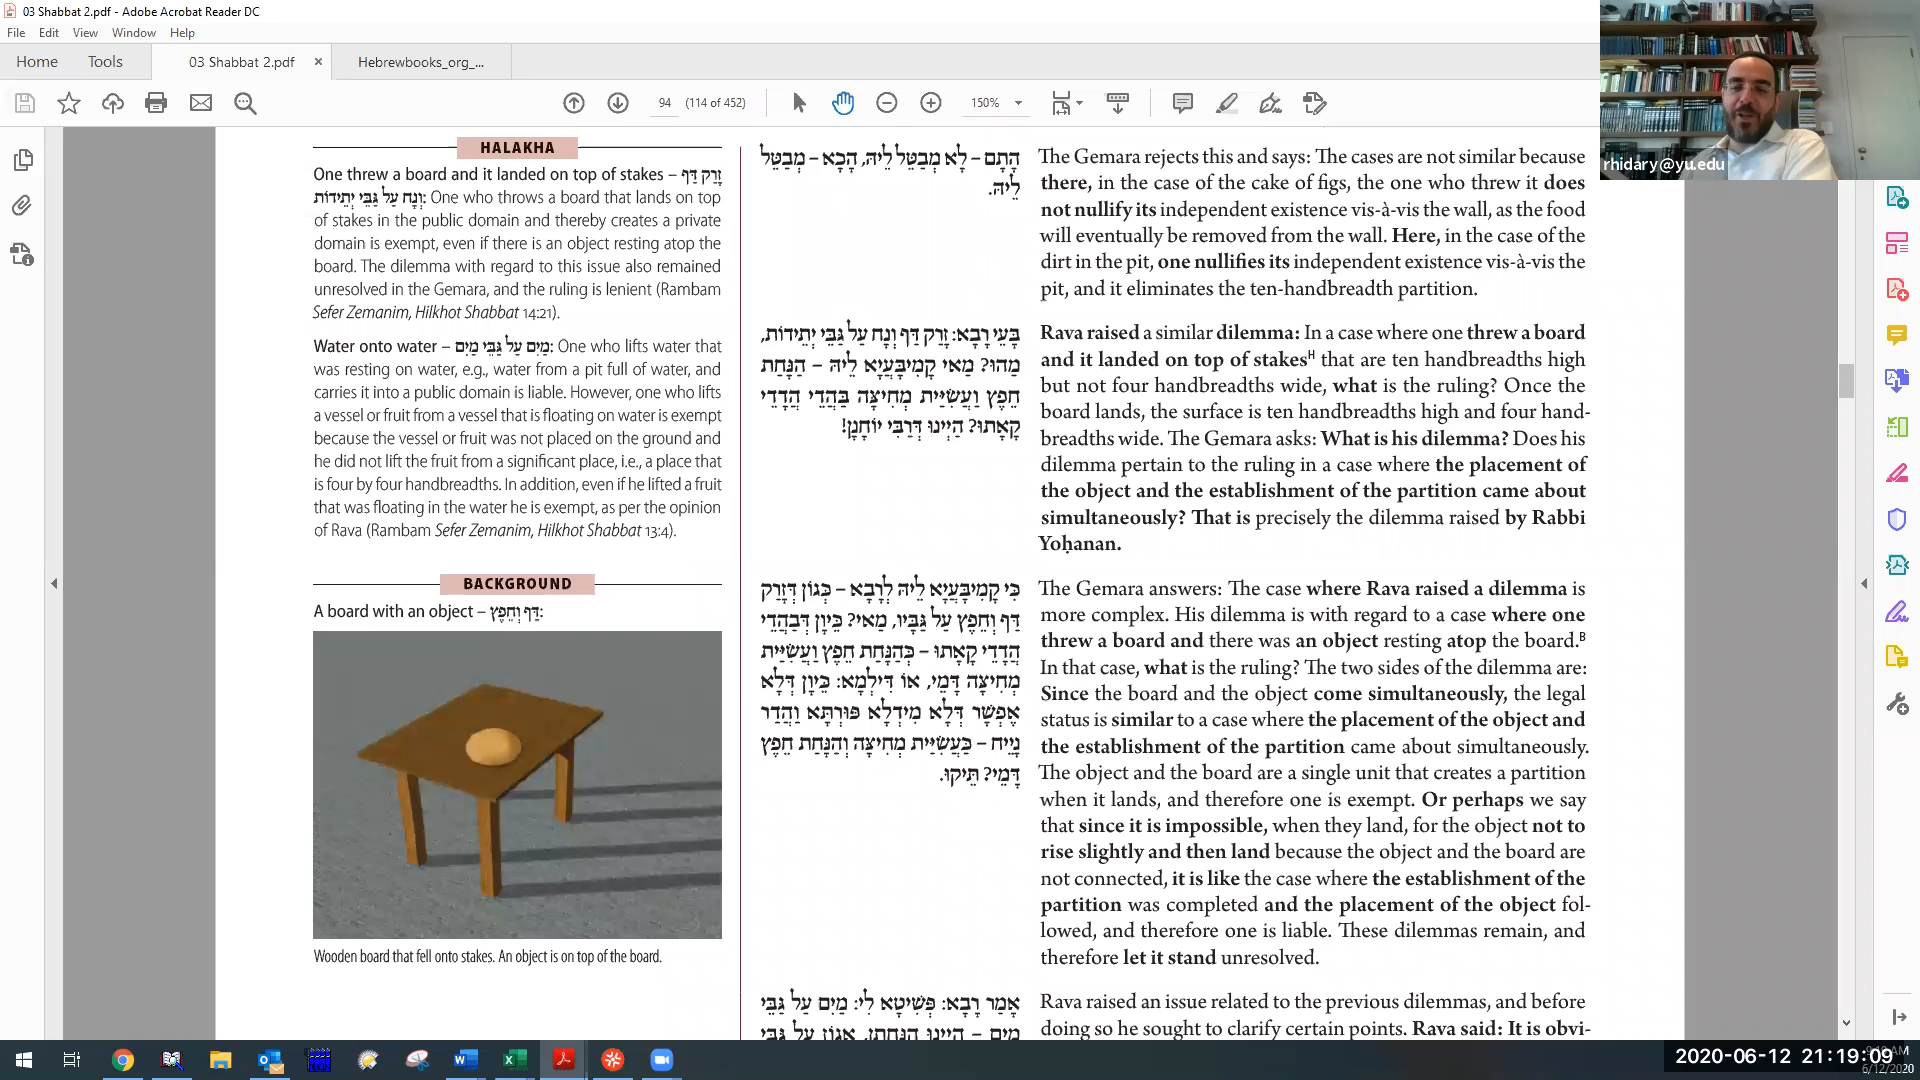 03 Shabbat 2.pdf - Adobe Acrobat Reader DC
File Edit View Window Help
Home Tools 03 Shabbat 2.pdf × Hebrewbooks_org_...
94 (114 of 452) 150%
rhidary@yu.edu
HALAKHA
One threw a board and it landed on top of stakes – זָרַק דַּף
וְנָח עַל גַּבֵּי יְתֵידוֹת: One who throws a board that lands on top
of stakes in the public domain and thereby creates a private
domain is exempt, even if there is an object resting atop the
board. The dilemma with regard to this issue also remained
unresolved in the Gemara, and the ruling is lenient (Rambam
Sefer Zemanim, Hilkhot Shabbat 14:21).
Water onto water – מַיִם עַל גַּבֵּי מַיִם: One who lifts water that
was resting on water, e.g., water from a pit full of water, and
carries it into a public domain is liable. However, one who lifts
a vessel or fruit from a vessel that is floating on water is exempt
because the vessel or fruit was not placed on the ground and
he did not lift the fruit from a significant place, i.e., a place that
is four by four handbreadths. In addition, even if he lifted a fruit
that was floating in the water he is exempt, as per the opinion
of Rava (Rambam Sefer Zemanim, Hilkhot Shabbat 13:4).
BACKGROUND
A board with an object – דַּף וְחֵפֶץ:
Wooden board that fell onto stakes. An object is on top of the board.
הָתָם – לָא מְבַטֵּל לֵיהּ, הָכָא – מְבַטֵּל
לֵיהּ.
בָּעֵי רָבָא: זָרַק דַּף וְנָח עַל גַּבֵּי יְתֵידוֹת,
מַהוּ? מַאי קָמִיבָּעֲיָא לֵיהּ – הַנָּחַת
חֵפֶץ וַעֲשִׂיַּית מְחִיצָה בַּהֲדֵי הֲדָדֵי
קָאָתוּ? הַיְינוּ דְּרַבִּי יוֹחָנָן!
כִּי קָמִיבָּעֲיָא לֵיהּ לְרָבָא – כְּגוֹן דְּזָרַק
דַּף וְחֵפֶץ עַל גַּבָּיו, מַאי? כֵּיוָן דְּבַהֲדֵי
הֲדָדֵי קָאָתוּ – כְּהַנָּחַת חֵפֶץ וַעֲשִׂיַּית
מְחִיצָה דָּמֵי, אוֹ דִּילְמָא: כֵּיוָן דְּלָא
אֶפְשָׁר דְּלָא מִידְלָא פּוּרְתָּא וַהֲדַר
נָיֵיח – כַּעֲשִׂיַּית מְחִיצָה וְהַנָּחַת חֵפֶץ
דָּמֵי? תֵּיקוּ.
אָמַר רָבָא: פְּשִׁיטָא לִי: מַיִם עַל גַּבֵּי
מַיִם – הַיְינוּ הַנָּחָתָן, אֱגוֹז עַל גַּבֵּי
The Gemara rejects this and says: The cases are not similar because
there, in the case of the cake of figs, the one who threw it does
not nullify its independent existence vis-à-vis the wall, as the food
will eventually be removed from the wall. Here, in the case of the
dirt in the pit, one nullifies its independent existence vis-à-vis the
pit, and it eliminates the ten-handbreadth partition.
Rava raised a similar dilemma: In a case where one threw a board
and it landed on top of stakesᴴ that are ten handbreadths high
but not four handbreadths wide, what is the ruling? Once the
board lands, the surface is ten handbreadths high and four hand-
breadths wide. The Gemara asks: What is his dilemma? Does his
dilemma pertain to the ruling in a case where the placement of
the object and the establishment of the partition came about
simultaneously? That is precisely the dilemma raised by Rabbi
Yoḥanan.
The Gemara answers: The case where Rava raised a dilemma is
more complex. His dilemma is with regard to a case where one
threw a board and there was an object resting atop the board.ᴮ
In that case, what is the ruling? The two sides of the dilemma are:
Since the board and the object come simultaneously, the legal
status is similar to a case where the placement of the object and
the establishment of the partition came about simultaneously.
The object and the board are a single unit that creates a partition
when it lands, and therefore one is exempt. Or perhaps we say
that since it is impossible, when they land, for the object not to
rise slightly and then land because the object and the board are
not connected, it is like the case where the establishment of the
partition was completed and the placement of the object fol-
lowed, and therefore one is liable. These dilemmas remain, and
therefore let it stand unresolved.
Rava raised an issue related to the previous dilemmas, and before
doing so he sought to clarify certain points. Rava said: It is obvi-
2020-06-12 21:19:09
6/12/2020